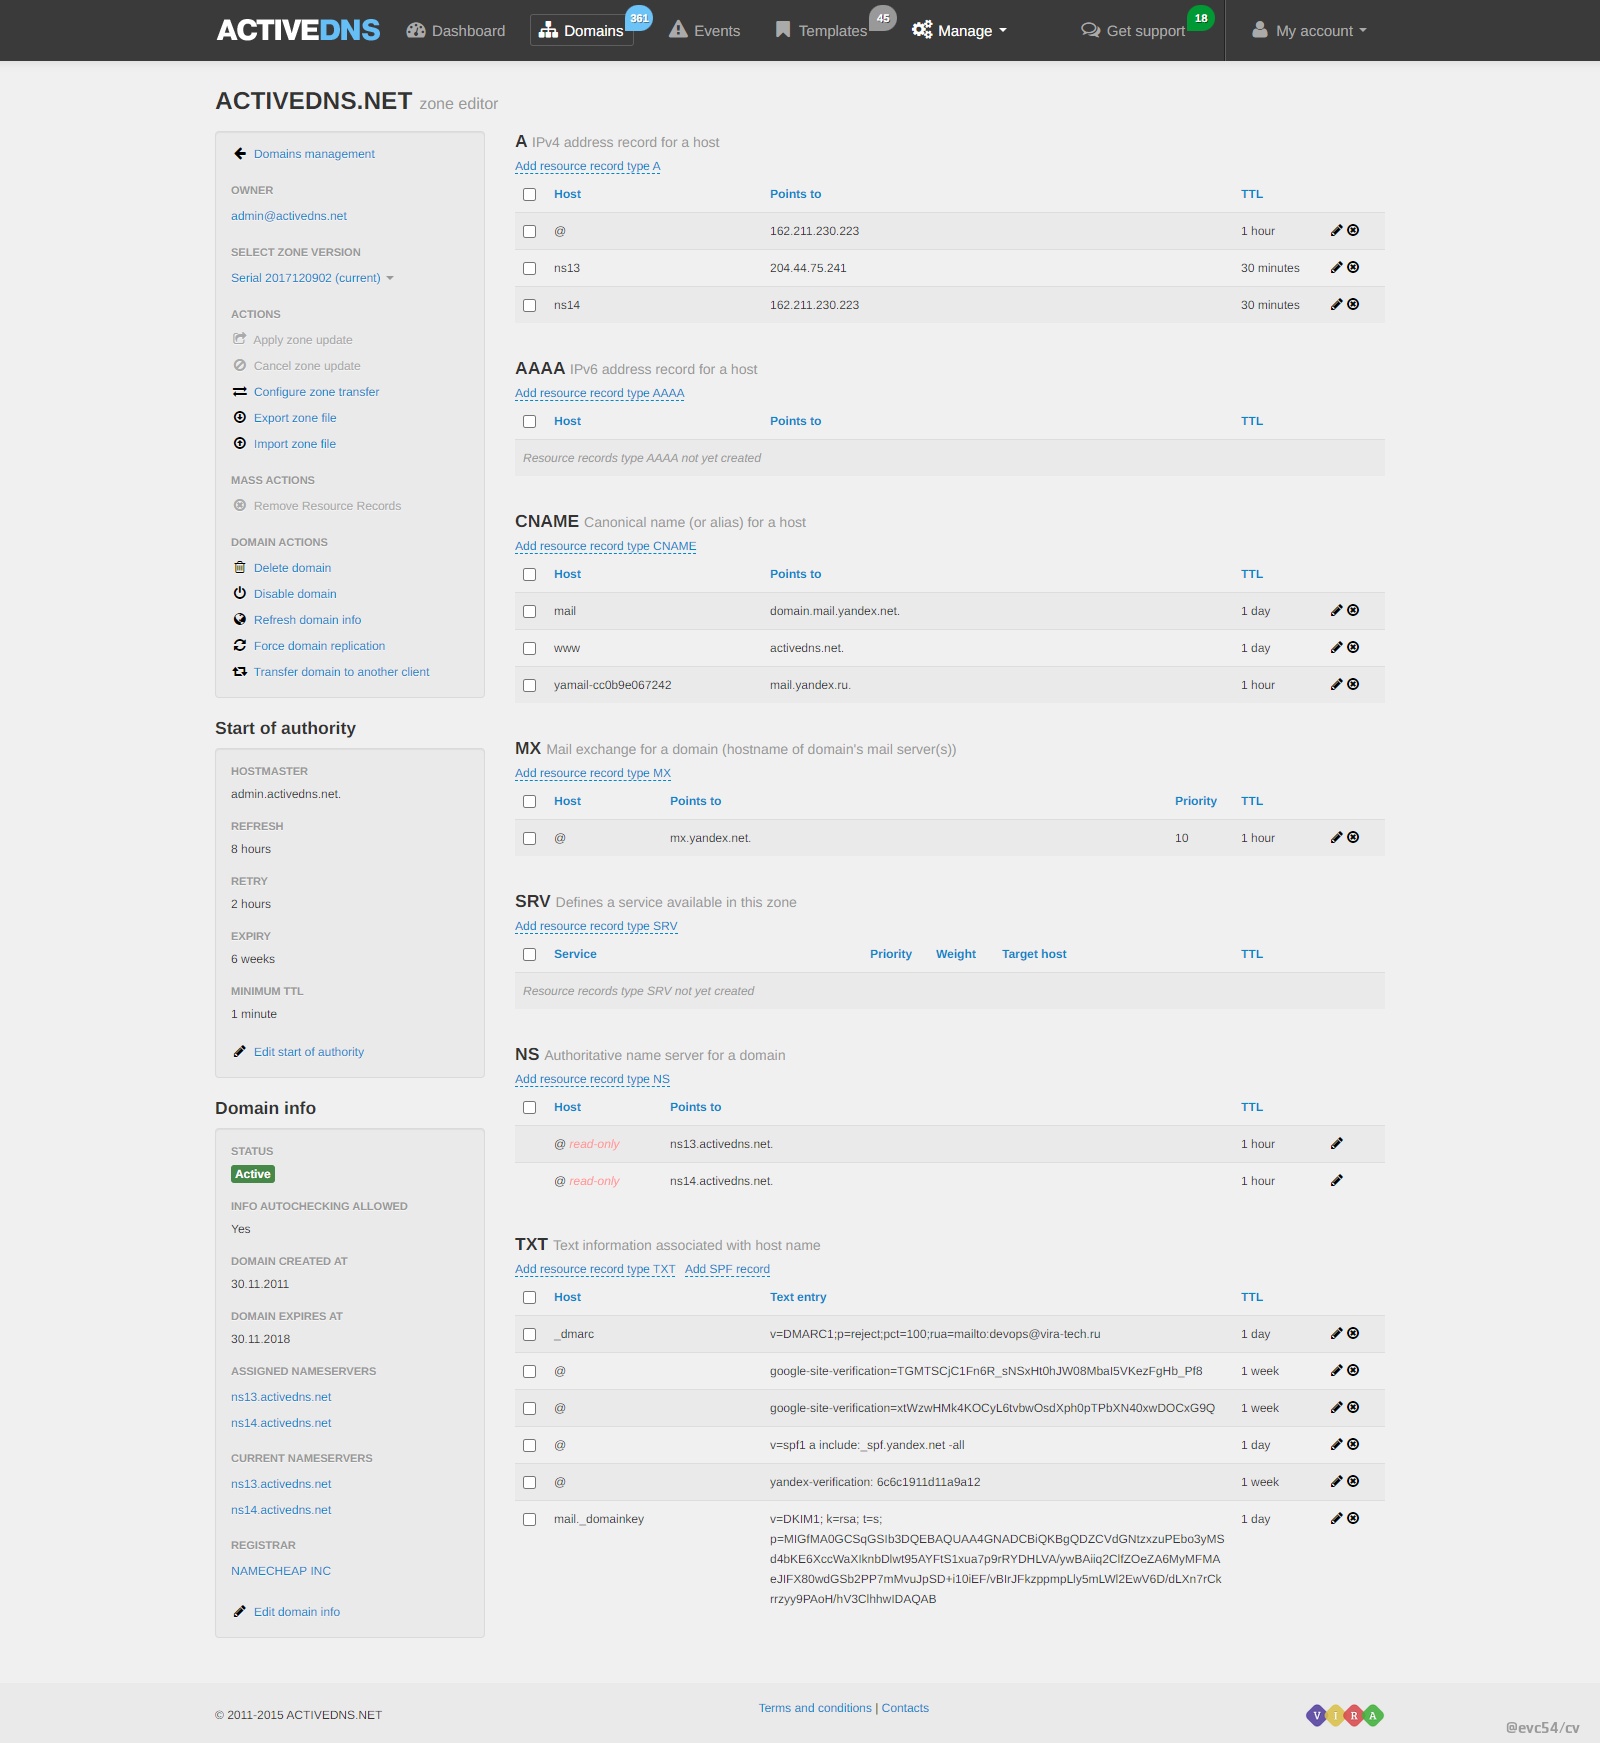 ACTIVEDNS Dashboard Domains 361 Events Templates 45 Manage Get support 18 My account
ACTIVEDNS.NET zone editor
Domains management
OWNER
admin@activedns.net
SELECT ZONE VERSION
Serial 2017120902 (current)
ACTIONS
Apply zone update
Cancel zone update
Configure zone transfer
Export zone file
Import zone file
MASS ACTIONS
Remove Resource Records
DOMAIN ACTIONS
Delete domain
Disable domain
Refresh domain info
Force domain replication
Transfer domain to another client
Start of authority
HOSTMASTER
admin.activedns.net.
REFRESH
8 hours
RETRY
2 hours
EXPIRY
6 weeks
MINIMUM TTL
1 minute
Edit start of authority
Domain info
STATUS
Active
INFO AUTOCHECKING ALLOWED
Yes
DOMAIN CREATED AT
30.11.2011
DOMAIN EXPIRES AT
30.11.2018
ASSIGNED NAMESERVERS
ns13.activedns.net
ns14.activedns.net
CURRENT NAMESERVERS
ns13.activedns.net
ns14.activedns.net
REGISTRAR
NAMECHEAP INC
Edit domain info
A IPv4 address record for a host
Add resource record type A
Host Points to TTL
@ 162.211.230.223 1 hour
ns13 204.44.75.241 30 minutes
ns14 162.211.230.223 30 minutes
AAAA IPv6 address record for a host
Add resource record type AAAA
Host Points to TTL
Resource records type AAAA not yet created
CNAME Canonical name (or alias) for a host
Add resource record type CNAME
Host Points to TTL
mail domain.mail.yandex.net. 1 day
www activedns.net. 1 day
yamail-cc0b9e067242 mail.yandex.ru. 1 hour
MX Mail exchange for a domain (hostname of domain's mail server(s))
Add resource record type MX
Host Points to Priority TTL
@ mx.yandex.net. 10 1 hour
SRV Defines a service available in this zone
Add resource record type SRV
Service Priority Weight Target host TTL
Resource records type SRV not yet created
NS Authoritative name server for a domain
Add resource record type NS
Host Points to TTL
@ read-only ns13.activedns.net. 1 hour
@ read-only ns14.activedns.net. 1 hour
TXT Text information associated with host name
Add resource record type TXT Add SPF record
Host Text entry TTL
_dmarc v=DMARC1;p=reject;pct=100;rua=mailto:devops@vira-tech.ru 1 day
@ google-site-verification=TGMTSCjC1Fn6R_sNSxHt0hJW08MbaI5VKezFgHb_Pf8 1 week
@ google-site-verification=xtWzwHMk4KOCyL6tvbwOsdXph0pTPbXN40xwDOCxG9Q 1 week
@ v=spf1 a include:_spf.yandex.net -all 1 day
@ yandex-verification: 6c6c1911d11a9a12 1 week
mail._domainkey v=DKIM1; k=rsa; t=s; 1 day
p=MIGfMA0GCSqGSIb3DQEBAQUAA4GNADCBiQKBgQDZCVdGNtzxzuPEbo3yMS
d4bKE6XccWaXIknbDlwt95AYFtS1xua7p9rRYDHLVA/ywBAiiq2ClfZOeZA6MyMFMA
eJIFX80wdGSb2PP7mMvuJpSD+i10iEF/vBIrJFkzppmpLly5mLWl2EwV6D/dLXn7rCk
rrzyy9PAoH/hV3ClhhwIDAQAB
© 2011-2015 ACTIVEDNS.NET
Terms and conditions | Contacts
VIRA
@evc54/cv